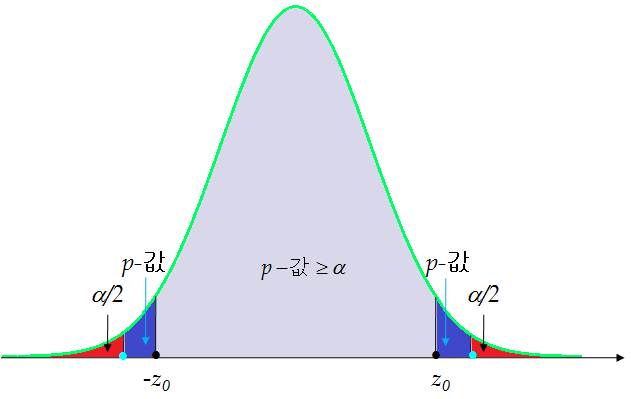 p-값 p-값
α/2 α/2
p－값 ≥ α
-z₀ z₀